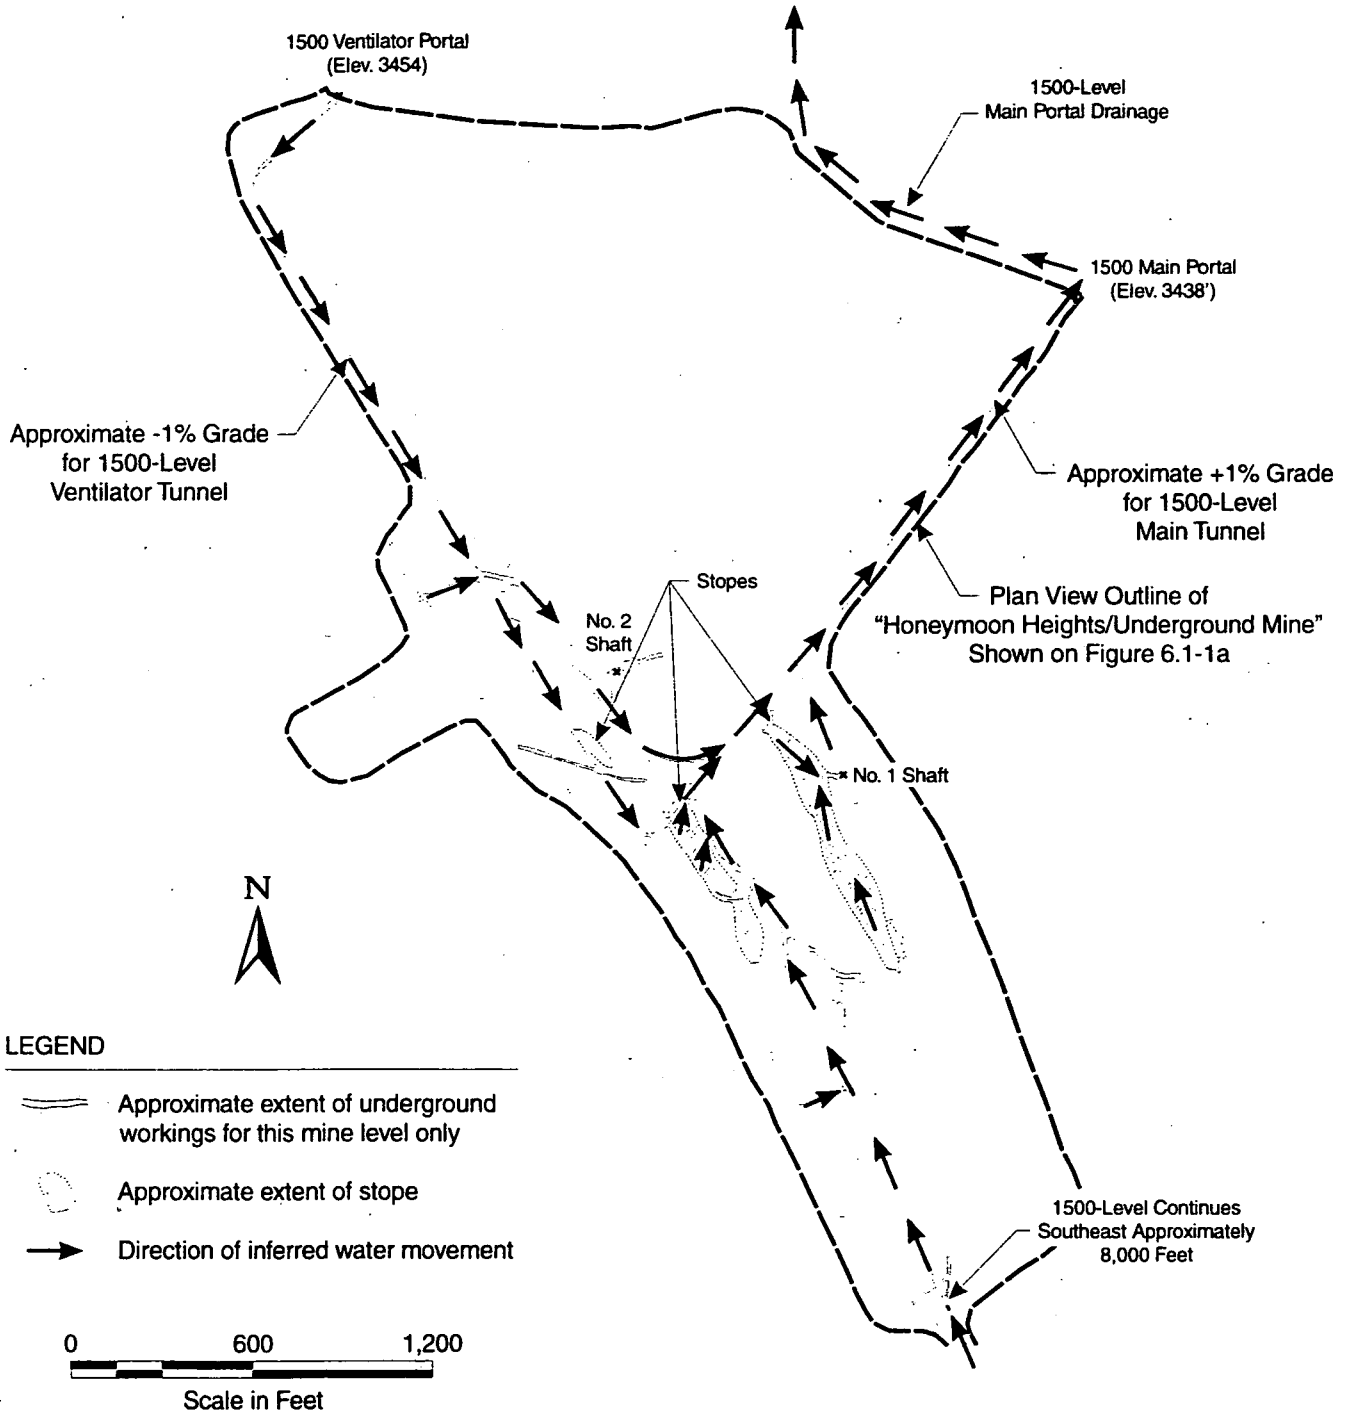 1500 Ventilator Portal
(Elev. 3454)
1500-Level
Main Portal Drainage
1500 Main Portal
(Elev. 3438')
Approximate -1% Grade
for 1500-Level
Ventilator Tunnel
Approximate +1% Grade
for 1500-Level
Main Tunnel
Stopes
No. 2
Shaft
Plan View Outline of
"Honeymoon Heights/Underground Mine"
Shown on Figure 6.1-1a
No. 1 Shaft
N
LEGEND
Approximate extent of underground
workings for this mine level only
Approximate extent of stope
Direction of inferred water movement
1500-Level Continues
Southeast Approximately
8,000 Feet
0 600 1,200
Scale in Feet